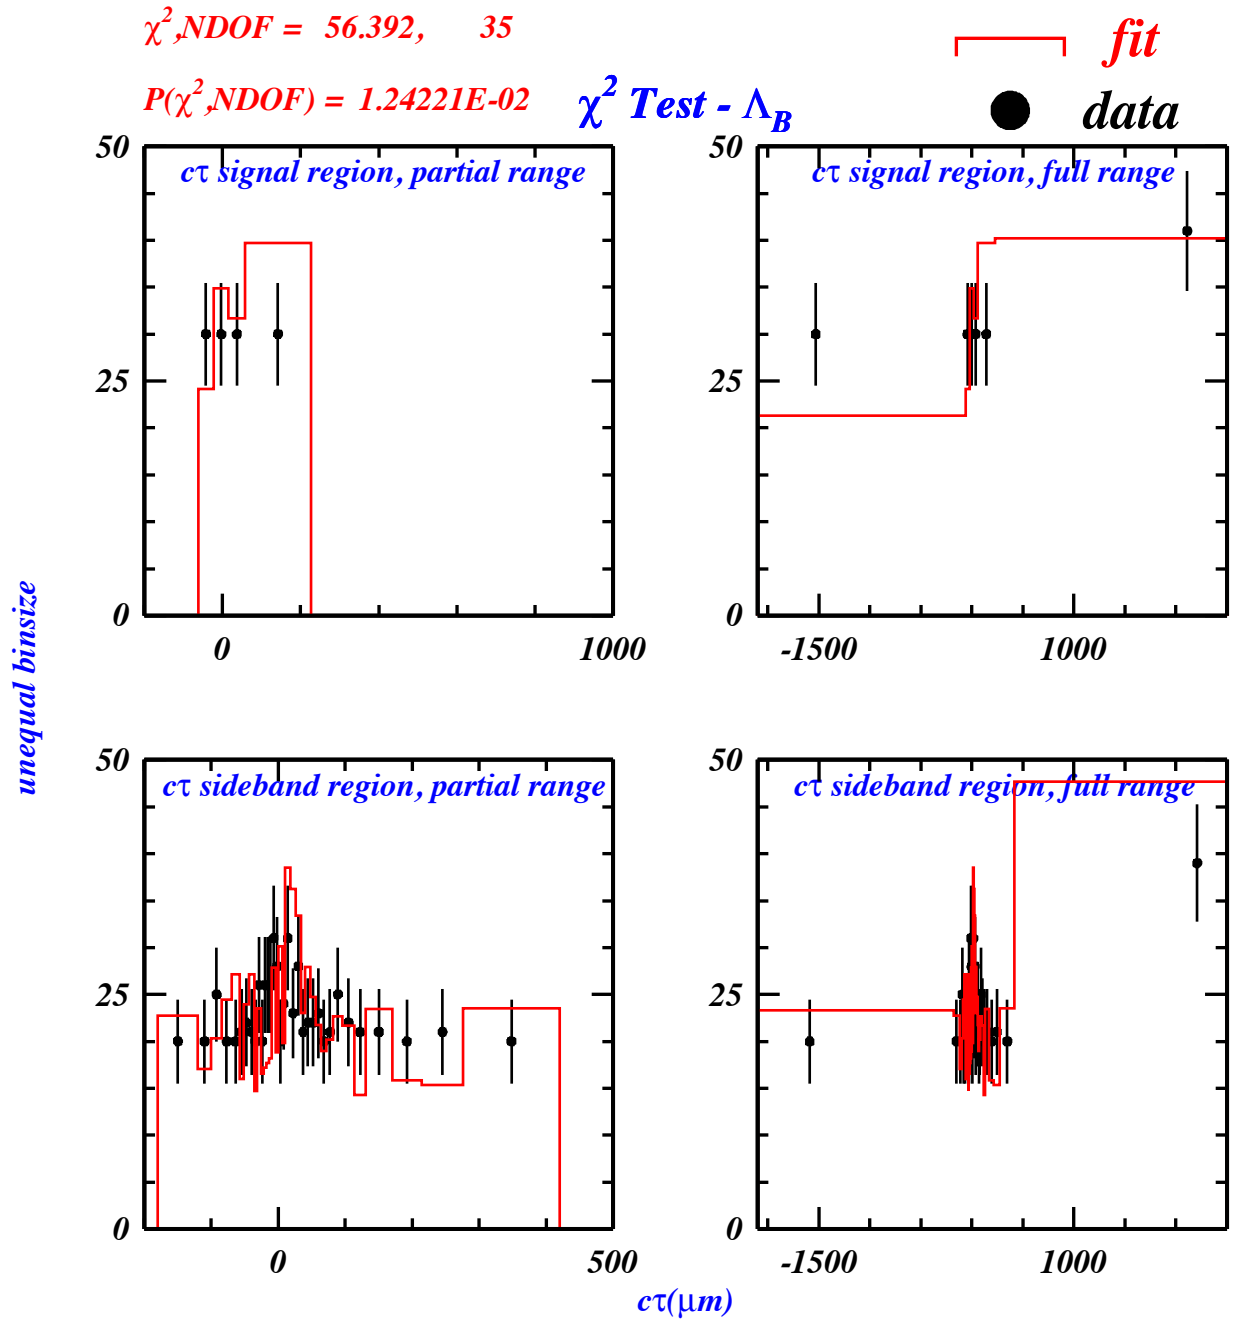 χ²,NDOF = 56.392, 35
fit
P(χ²,NDOF) = 1.24221E-02
χ² Test - Λ_B
data
50
cτ signal region, partial range
25
0
0
1000
50
cτ signal region, full range
25
0
-1500
1000
unequal binsize
50
cτ sideband region, partial range
25
0
0
500
50
cτ sideband region, full range
25
0
-1500
1000
cτ(μm)